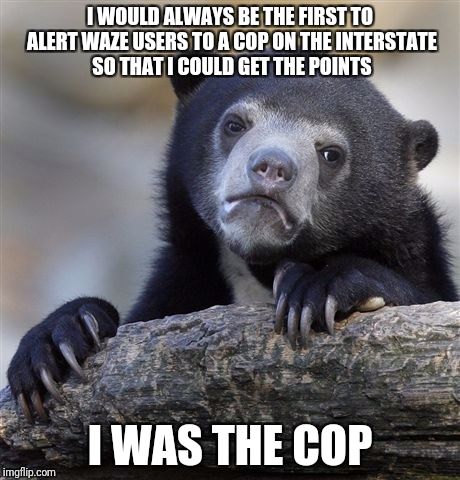 I WOULD ALWAYS BE THE FIRST TO
ALERT WAZE USERS TO A COP ON THE INTERSTATE
SO THAT I COULD GET THE POINTS
I WAS THE COP
imgflip.com